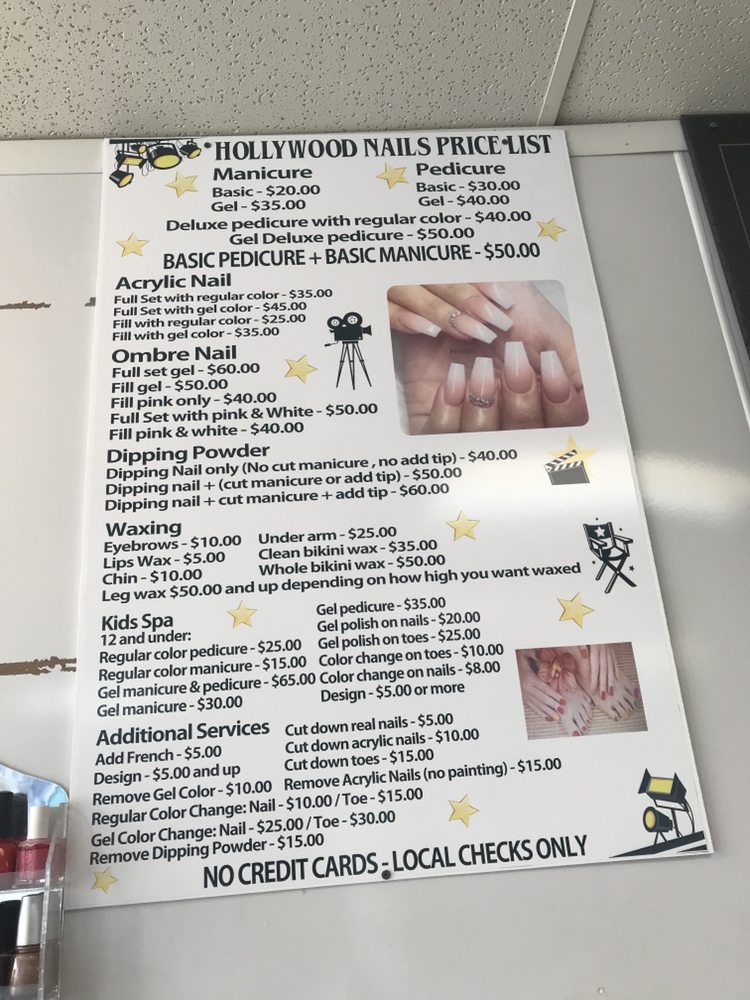 HOLLYWOOD NAILS PRICE LIST
Manicure
Basic - $20.00
Gel - $35.00
Pedicure
Basic - $30.00
Gel - $40.00
Deluxe pedicure with regular color - $40.00
Gel Deluxe pedicure - $50.00
BASIC PEDICURE + BASIC MANICURE - $50.00
Acrylic Nail
Full Set with regular color - $35.00
Full Set with gel color - $45.00
Fill with regular color - $25.00
Fill with gel color - $35.00
Ombre Nail
Full set gel - $60.00
Fill gel - $50.00
Fill pink only - $40.00
Full Set with pink & White - $50.00
Fill pink & white - $40.00
Dipping Powder
Dipping Nail only (No cut manicure , no add tip) - $40.00
Dipping nail + (cut manicure or add tip) - $50.00
Dipping nail + cut manicure + add tip - $60.00
Waxing
Eyebrows - $10.00
Lips Wax - $5.00
Chin - $10.00
Under arm - $25.00
Clean bikini wax - $35.00
Whole bikini wax - $50.00
Leg wax $50.00 and up depending on how high you want waxed
Kids Spa
12 and under:
Regular color pedicure - $25.00
Regular color manicure - $15.00
Gel manicure & pedicure - $65.00
Gel manicure - $30.00
Gel pedicure - $35.00
Gel polish on nails - $20.00
Gel polish on toes - $25.00
Color change on toes - $10.00
Color change on nails - $8.00
Design - $5.00 or more
Additional Services
Add French - $5.00
Design - $5.00 and up
Remove Gel Color - $10.00
Cut down real nails - $5.00
Cut down acrylic nails - $10.00
Cut down toes - $15.00
Remove Acrylic Nails (no painting) - $15.00
Regular Color Change: Nail - $10.00 / Toe - $15.00
Gel Color Change: Nail - $25.00 / Toe - $30.00
Remove Dipping Powder - $15.00
NO CREDIT CARDS - LOCAL CHECKS ONLY